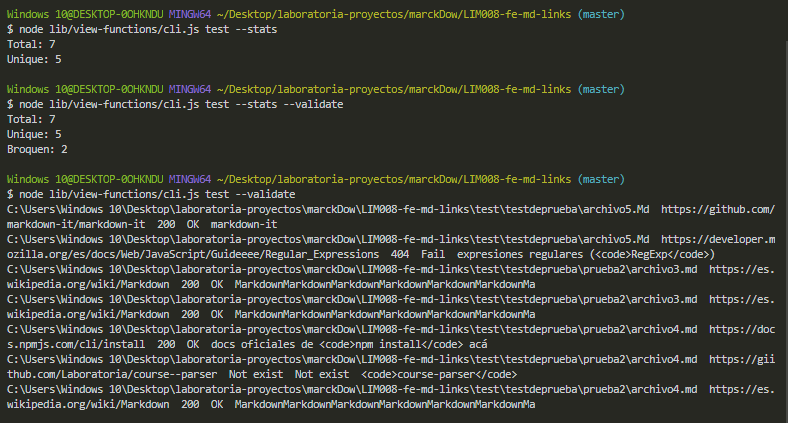 Windows 10@DESKTOP-0OHKNDU MINGW64 ~/Desktop/laboratoria-proyectos/marckDow/LIM008-fe-md-links (master)
$ node lib/view-functions/cli.js test --stats
Total: 7
Unique: 5
Windows 10@DESKTOP-0OHKNDU MINGW64 ~/Desktop/laboratoria-proyectos/marckDow/LIM008-fe-md-links (master)
$ node lib/view-functions/cli.js test --stats --validate
Total: 7
Unique: 5
Broquen: 2
Windows 10@DESKTOP-0OHKNDU MINGW64 ~/Desktop/laboratoria-proyectos/marckDow/LIM008-fe-md-links (master)
$ node lib/view-functions/cli.js test --validate
C:\Users\Windows 10\Desktop\laboratoria-proyectos\marckDow\LIM008-fe-md-links\test\testdeprueba\archivo5.Md  https://github.com/
markdown-it/markdown-it  200  OK  markdown-it
C:\Users\Windows 10\Desktop\laboratoria-proyectos\marckDow\LIM008-fe-md-links\test\testdeprueba\archivo5.Md  https://developer.m
ozilla.org/es/docs/Web/JavaScript/Guideeee/Regular_Expressions  404  Fail  expresiones regulares (<code>RegExp</code>)
C:\Users\Windows 10\Desktop\laboratoria-proyectos\marckDow\LIM008-fe-md-links\test\testdeprueba\prueba2\archivo3.md  https://es.
wikipedia.org/wiki/Markdown  200  OK  MarkdownMarkdownMarkdownMarkdownMarkdownMarkdownMa
C:\Users\Windows 10\Desktop\laboratoria-proyectos\marckDow\LIM008-fe-md-links\test\testdeprueba\prueba2\archivo3.md  https://es.
wikipedia.org/wiki/Markdown  200  OK  MarkdownMarkdownMarkdownMarkdownMarkdownMarkdownMa
C:\Users\Windows 10\Desktop\laboratoria-proyectos\marckDow\LIM008-fe-md-links\test\testdeprueba\prueba2\archivo4.md  https://doc
s.npmjs.com/cli/install  200  OK  docs oficiales de <code>npm install</code> acá
C:\Users\Windows 10\Desktop\laboratoria-proyectos\marckDow\LIM008-fe-md-links\test\testdeprueba\prueba2\archivo4.md  https://gii
ithub.com/Laboratoria/course--parser  Not exist  Not exist  <code>course-parser</code>
C:\Users\Windows 10\Desktop\laboratoria-proyectos\marckDow\LIM008-fe-md-links\test\testdeprueba\prueba2\archivo4.md  https://es.
wikipedia.org/wiki/Markdown  200  OK  MarkdownMarkdownMarkdownMarkdownMarkdownMarkdownMa